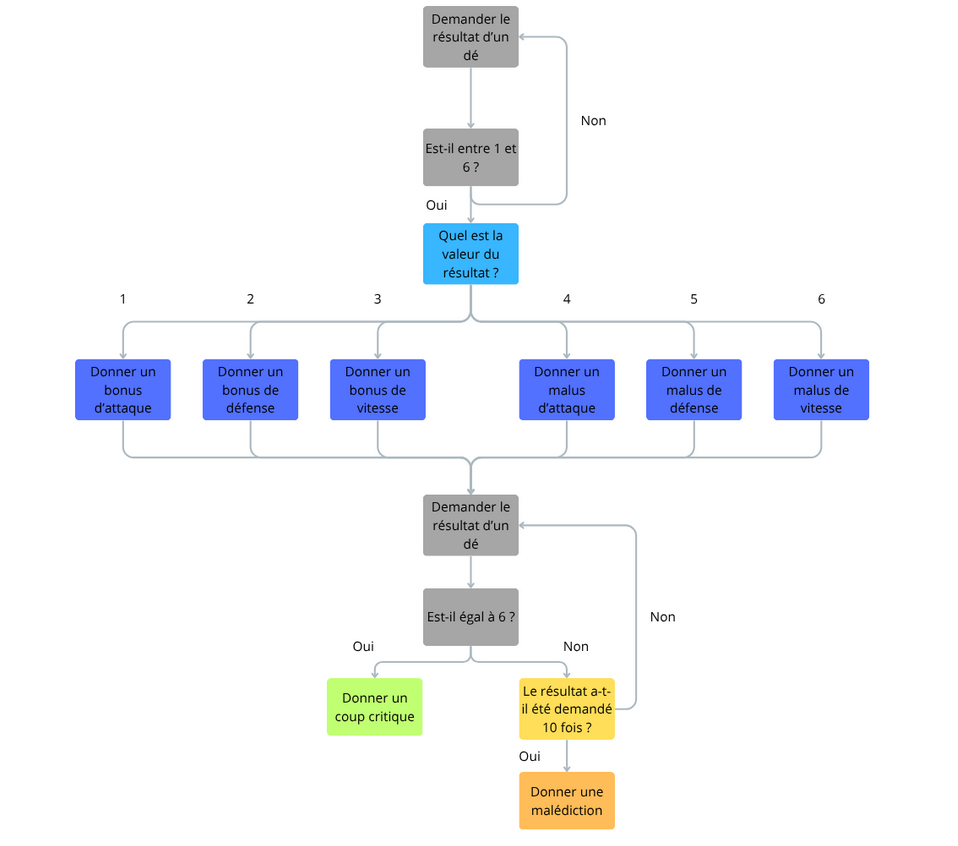 Demander le
résultat d'un
dé
Non
Est-il entre 1 et
6 ?
Oui
Quel est la
valeur du
résultat ?
1
2
3
4
5
6
Donner un
bonus
d'attaque
Donner un
bonus de
défense
Donner un
bonus de
vitesse
Donner un
malus
d'attaque
Donner un
malus de
défense
Donner un
malus de
vitesse
Demander le
résultat d'un
dé
Est-il égal à 6 ?
Non
Oui
Non
Donner un
coup critique
Le résultat a-t-
il été demandé
10 fois ?
Oui
Donner une
malédiction